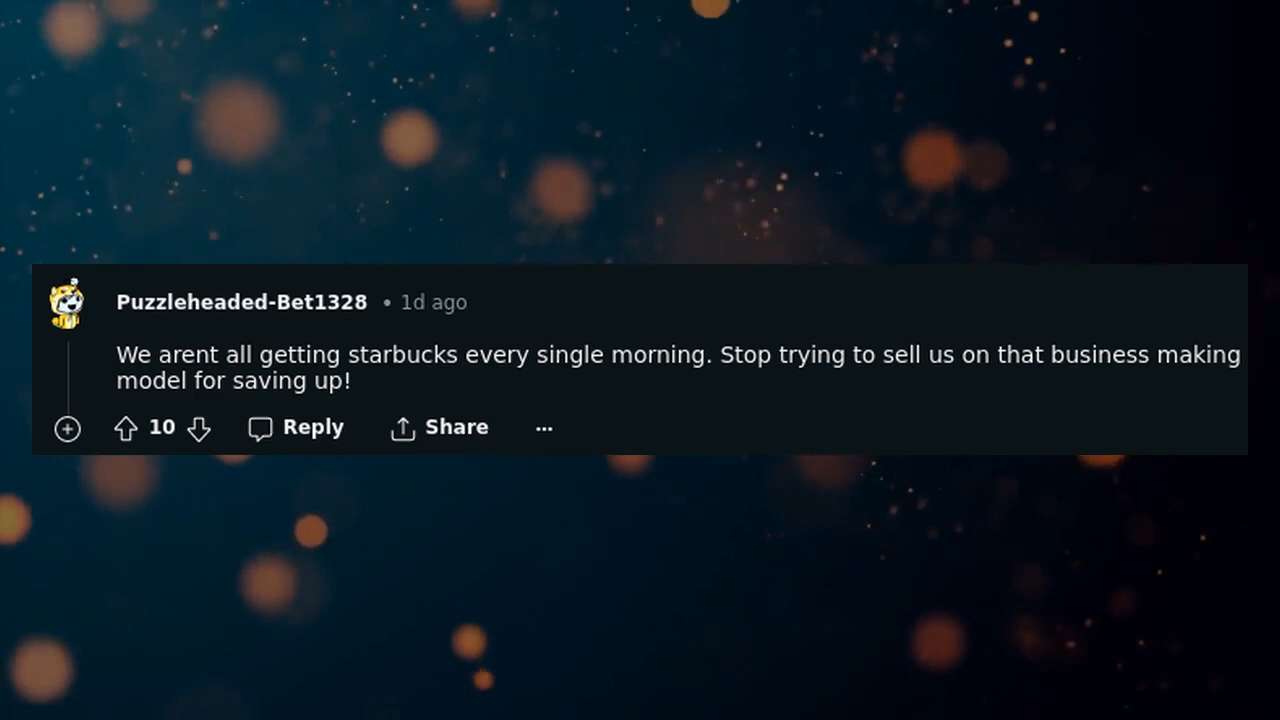 Puzzleheaded-Bet1328 • 1d ago
We arent all getting starbucks every single morning. Stop trying to sell us on that business making
model for saving up!
10 Reply Share ...